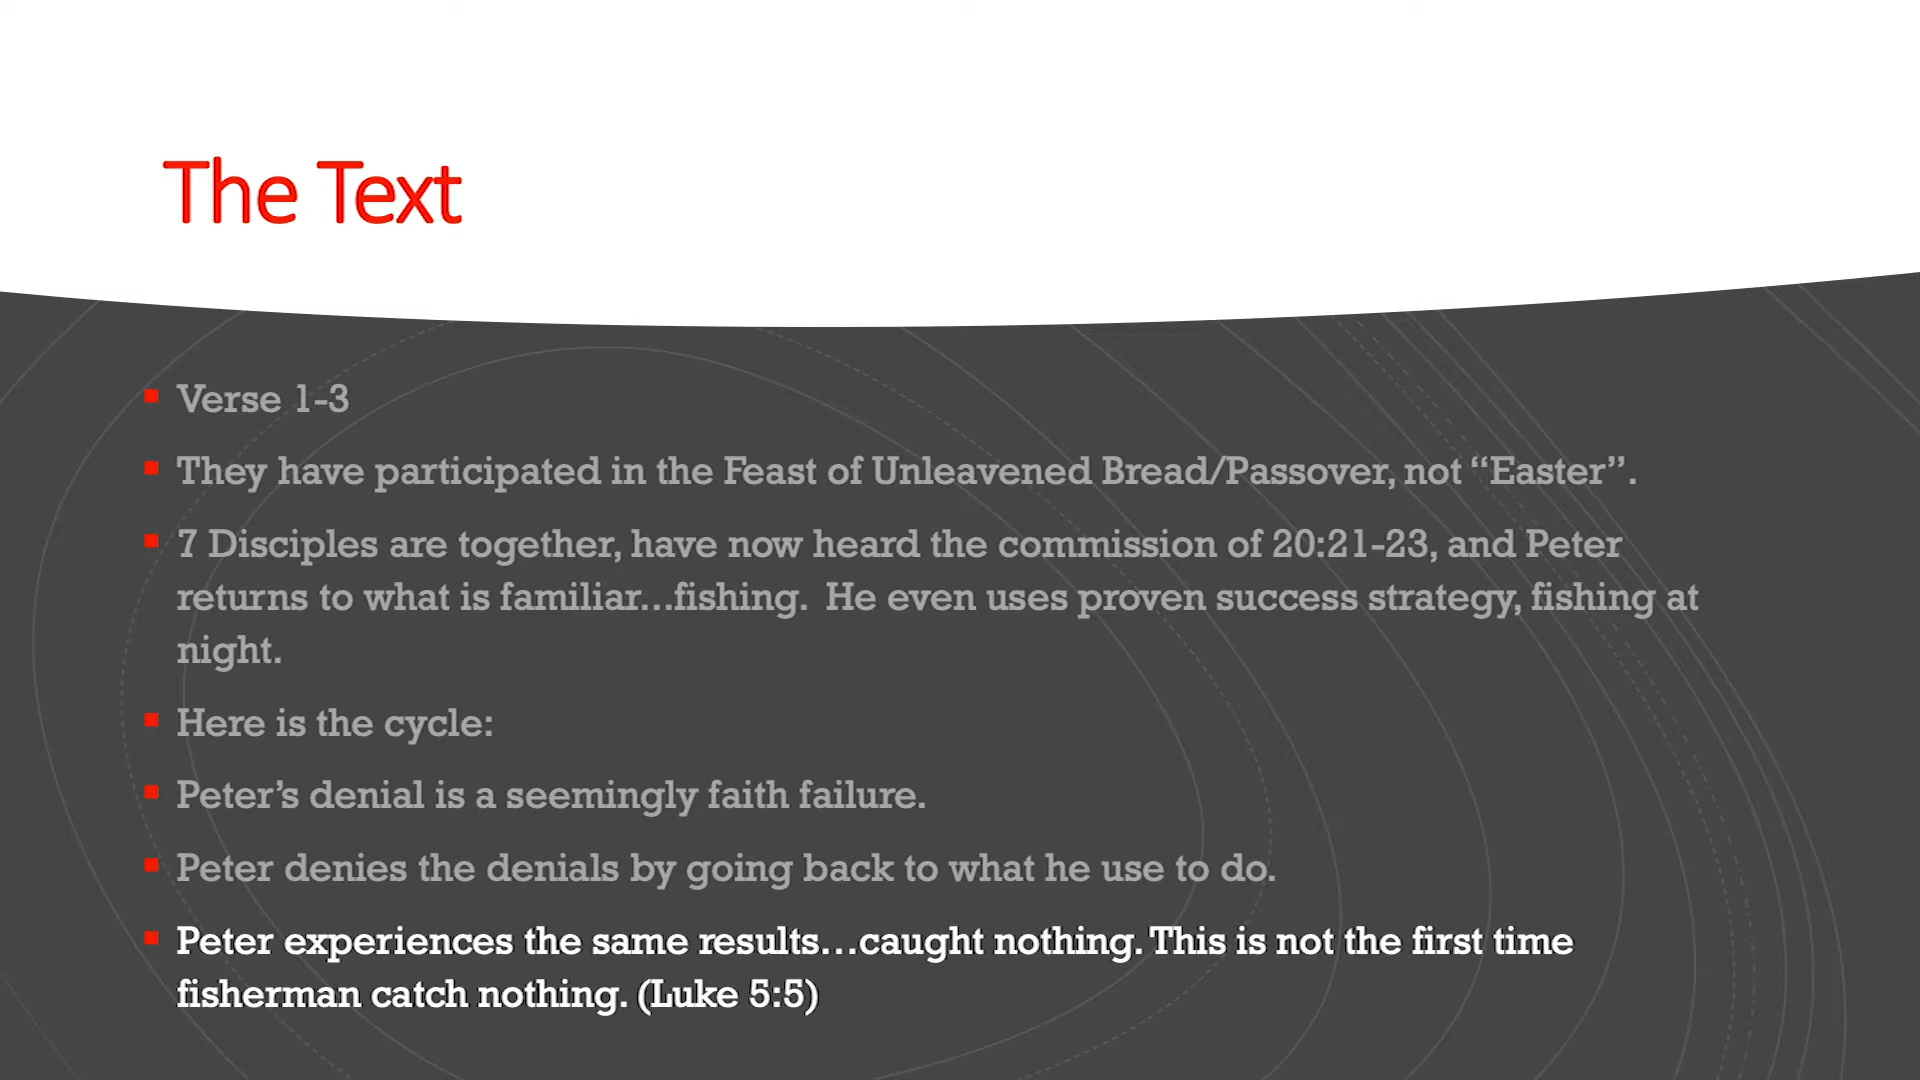 The Text
Verse 1-3
They have participated in the Feast of Unleavened Bread/Passover, not “Easter”.
7 Disciples are together, have now heard the commission of 20:21-23, and Peter
returns to what is familiar…fishing.  He even uses proven success strategy, fishing at
night.
Here is the cycle:
Peter’s denial is a seemingly faith failure.
Peter denies the denials by going back to what he use to do.
Peter experiences the same results…caught nothing. This is not the first time
fisherman catch nothing. (Luke 5:5)